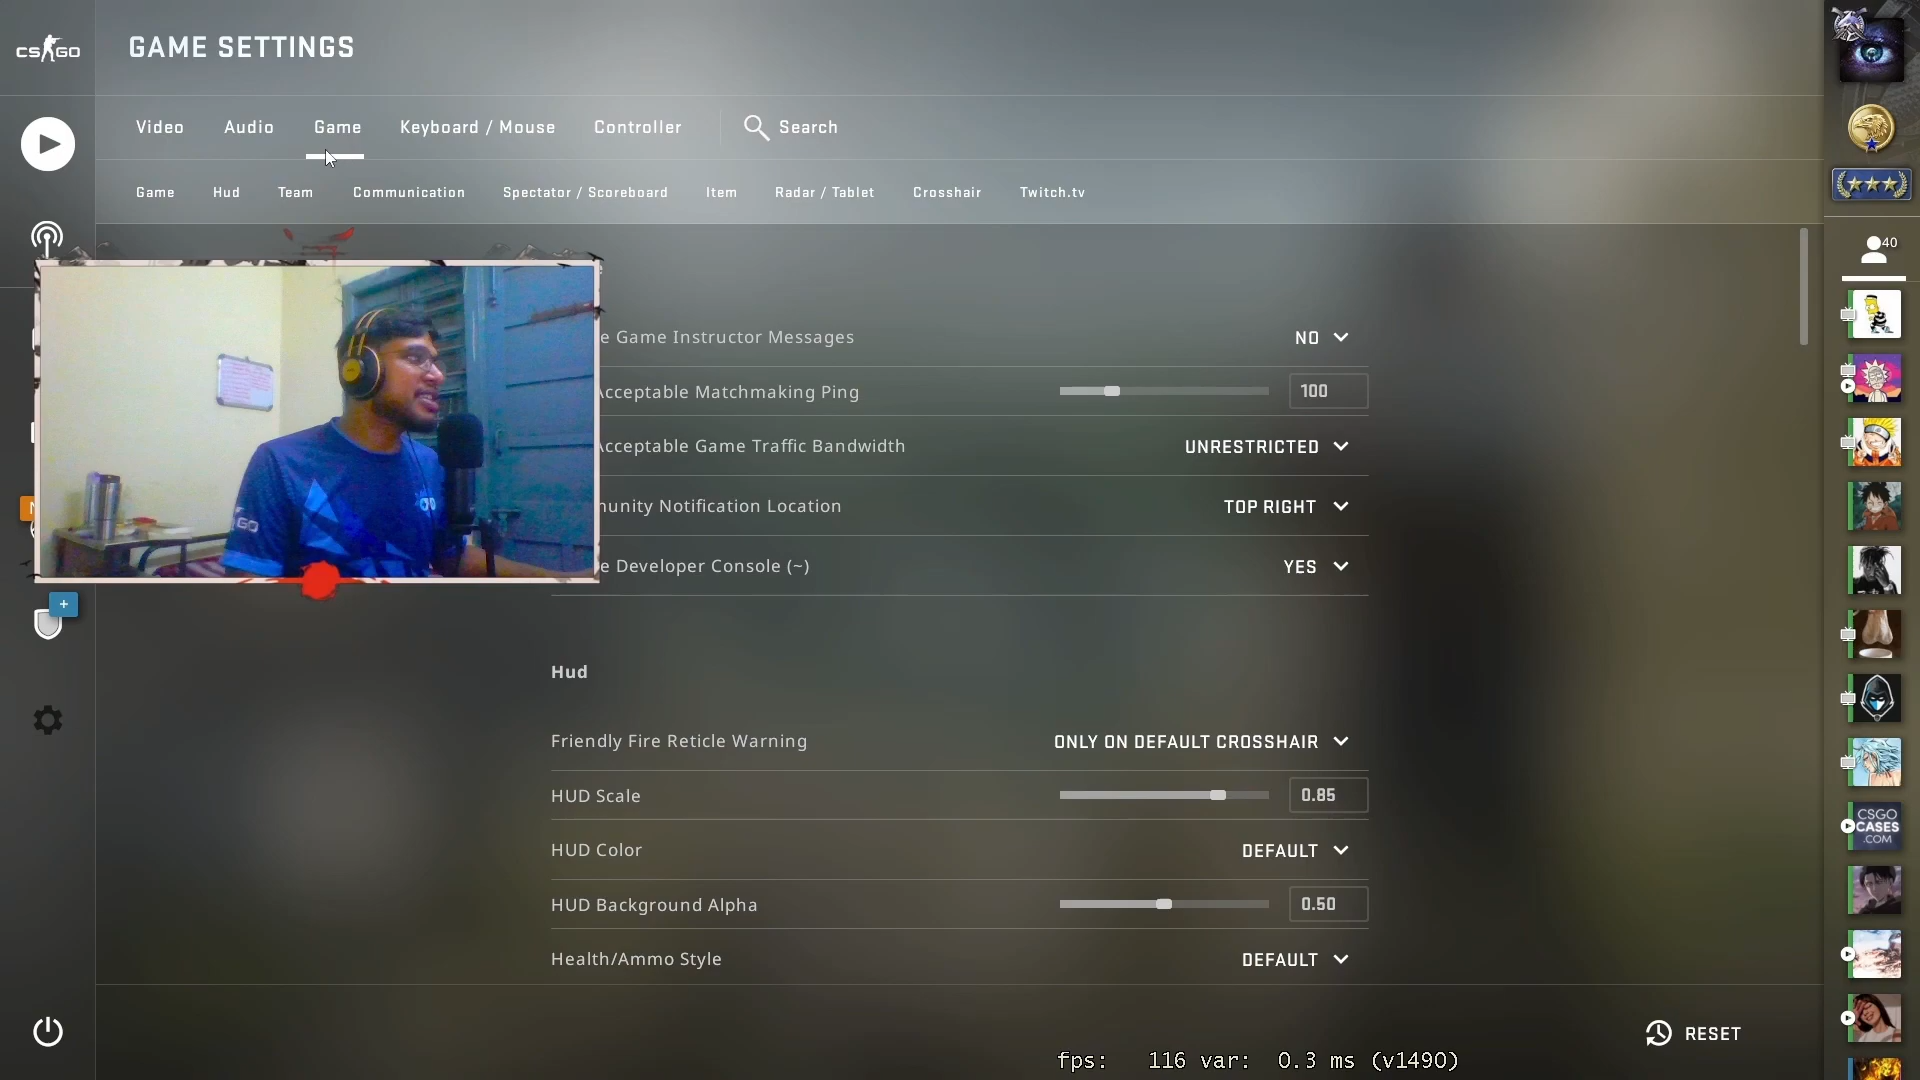 CS GO
GAME SETTINGS
Video
Audio
Game
Keyboard / Mouse
Controller
Search
Game
Hud
Team
Communication
Spectator / Scoreboard
Item
Radar / Tablet
Crosshair
Twitch.tv
40
e Game Instructor Messages
NO
Acceptable Matchmaking Ping
100
Acceptable Game Traffic Bandwidth
UNRESTRICTED
munity Notification Location
TOP RIGHT
e Developer Console (~)
YES
GO
+
Hud
Friendly Fire Reticle Warning
ONLY ON DEFAULT CROSSHAIR
HUD Scale
0.85
HUD Color
DEFAULT
CSGO
CASES
.COM
HUD Background Alpha
0.50
Health/Ammo Style
DEFAULT
RESET
fps: 116 var: 0.3 ms (v1490)